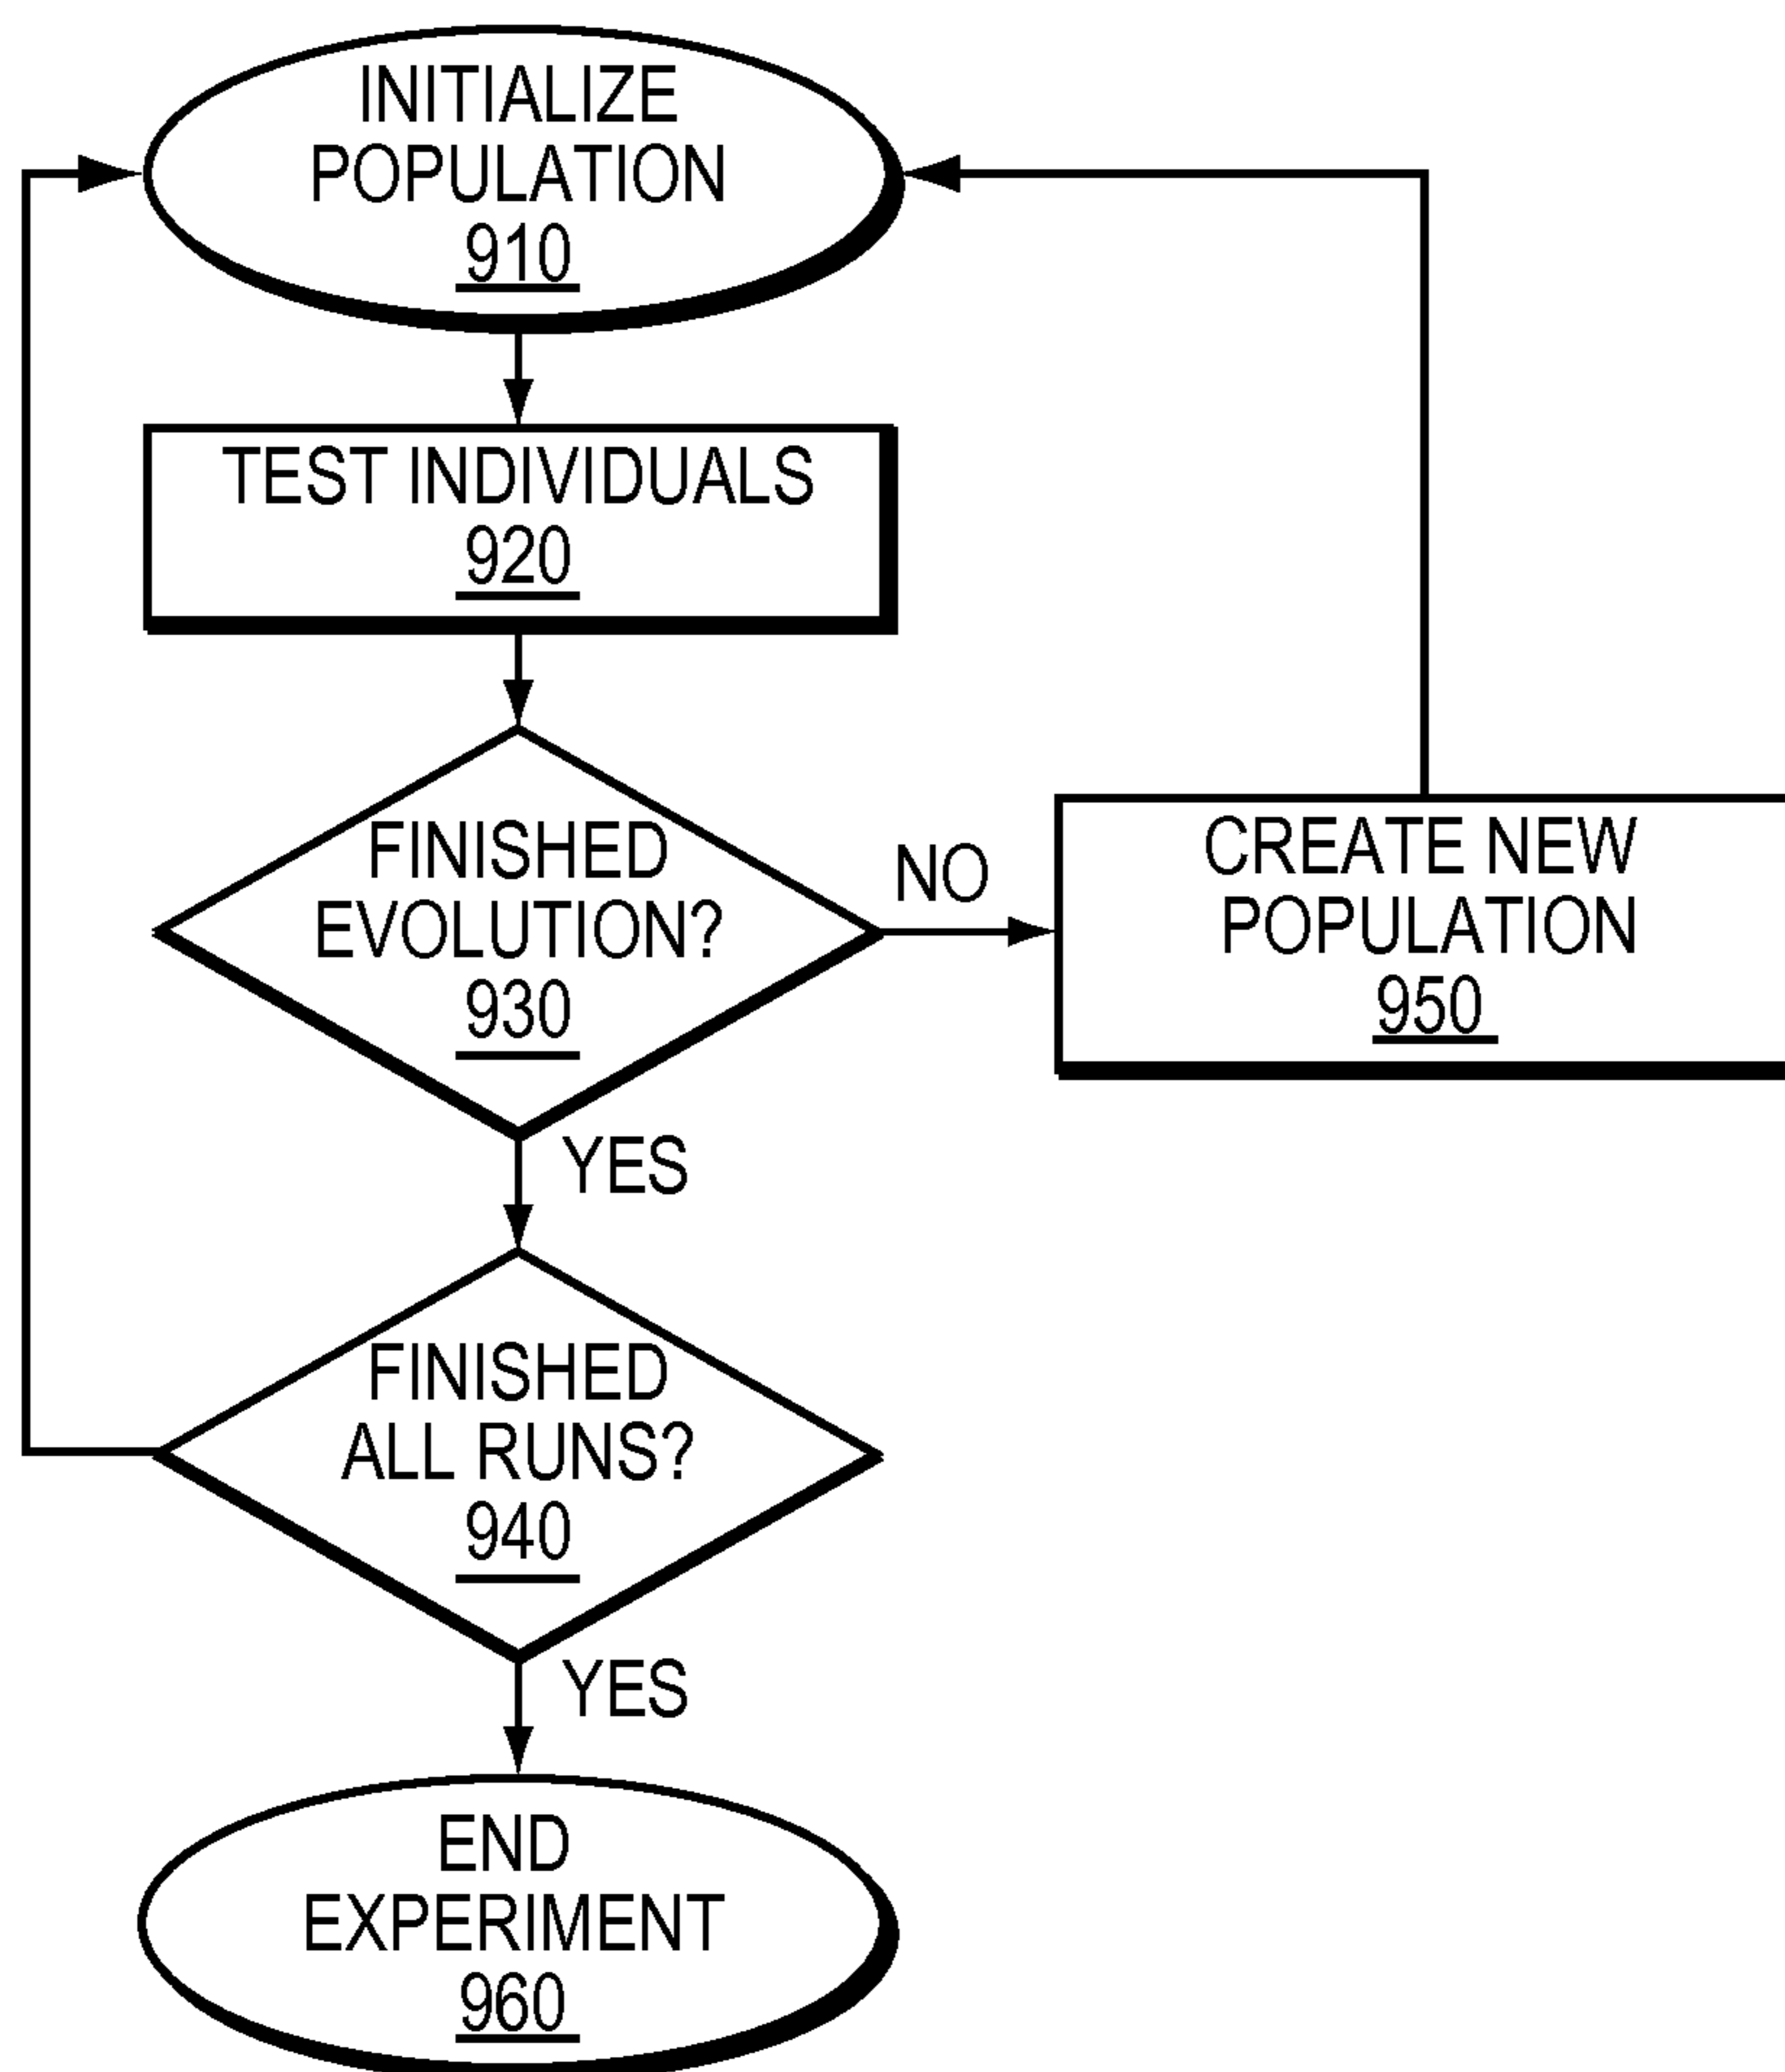 INITIALIZE
POPULATION
910
TEST INDIVIDUALS
920
FINISHED
EVOLUTION?
930
NO
CREATE NEW
POPULATION
950
YES
FINISHED
ALL RUNS?
940
YES
END
EXPERIMENT
960